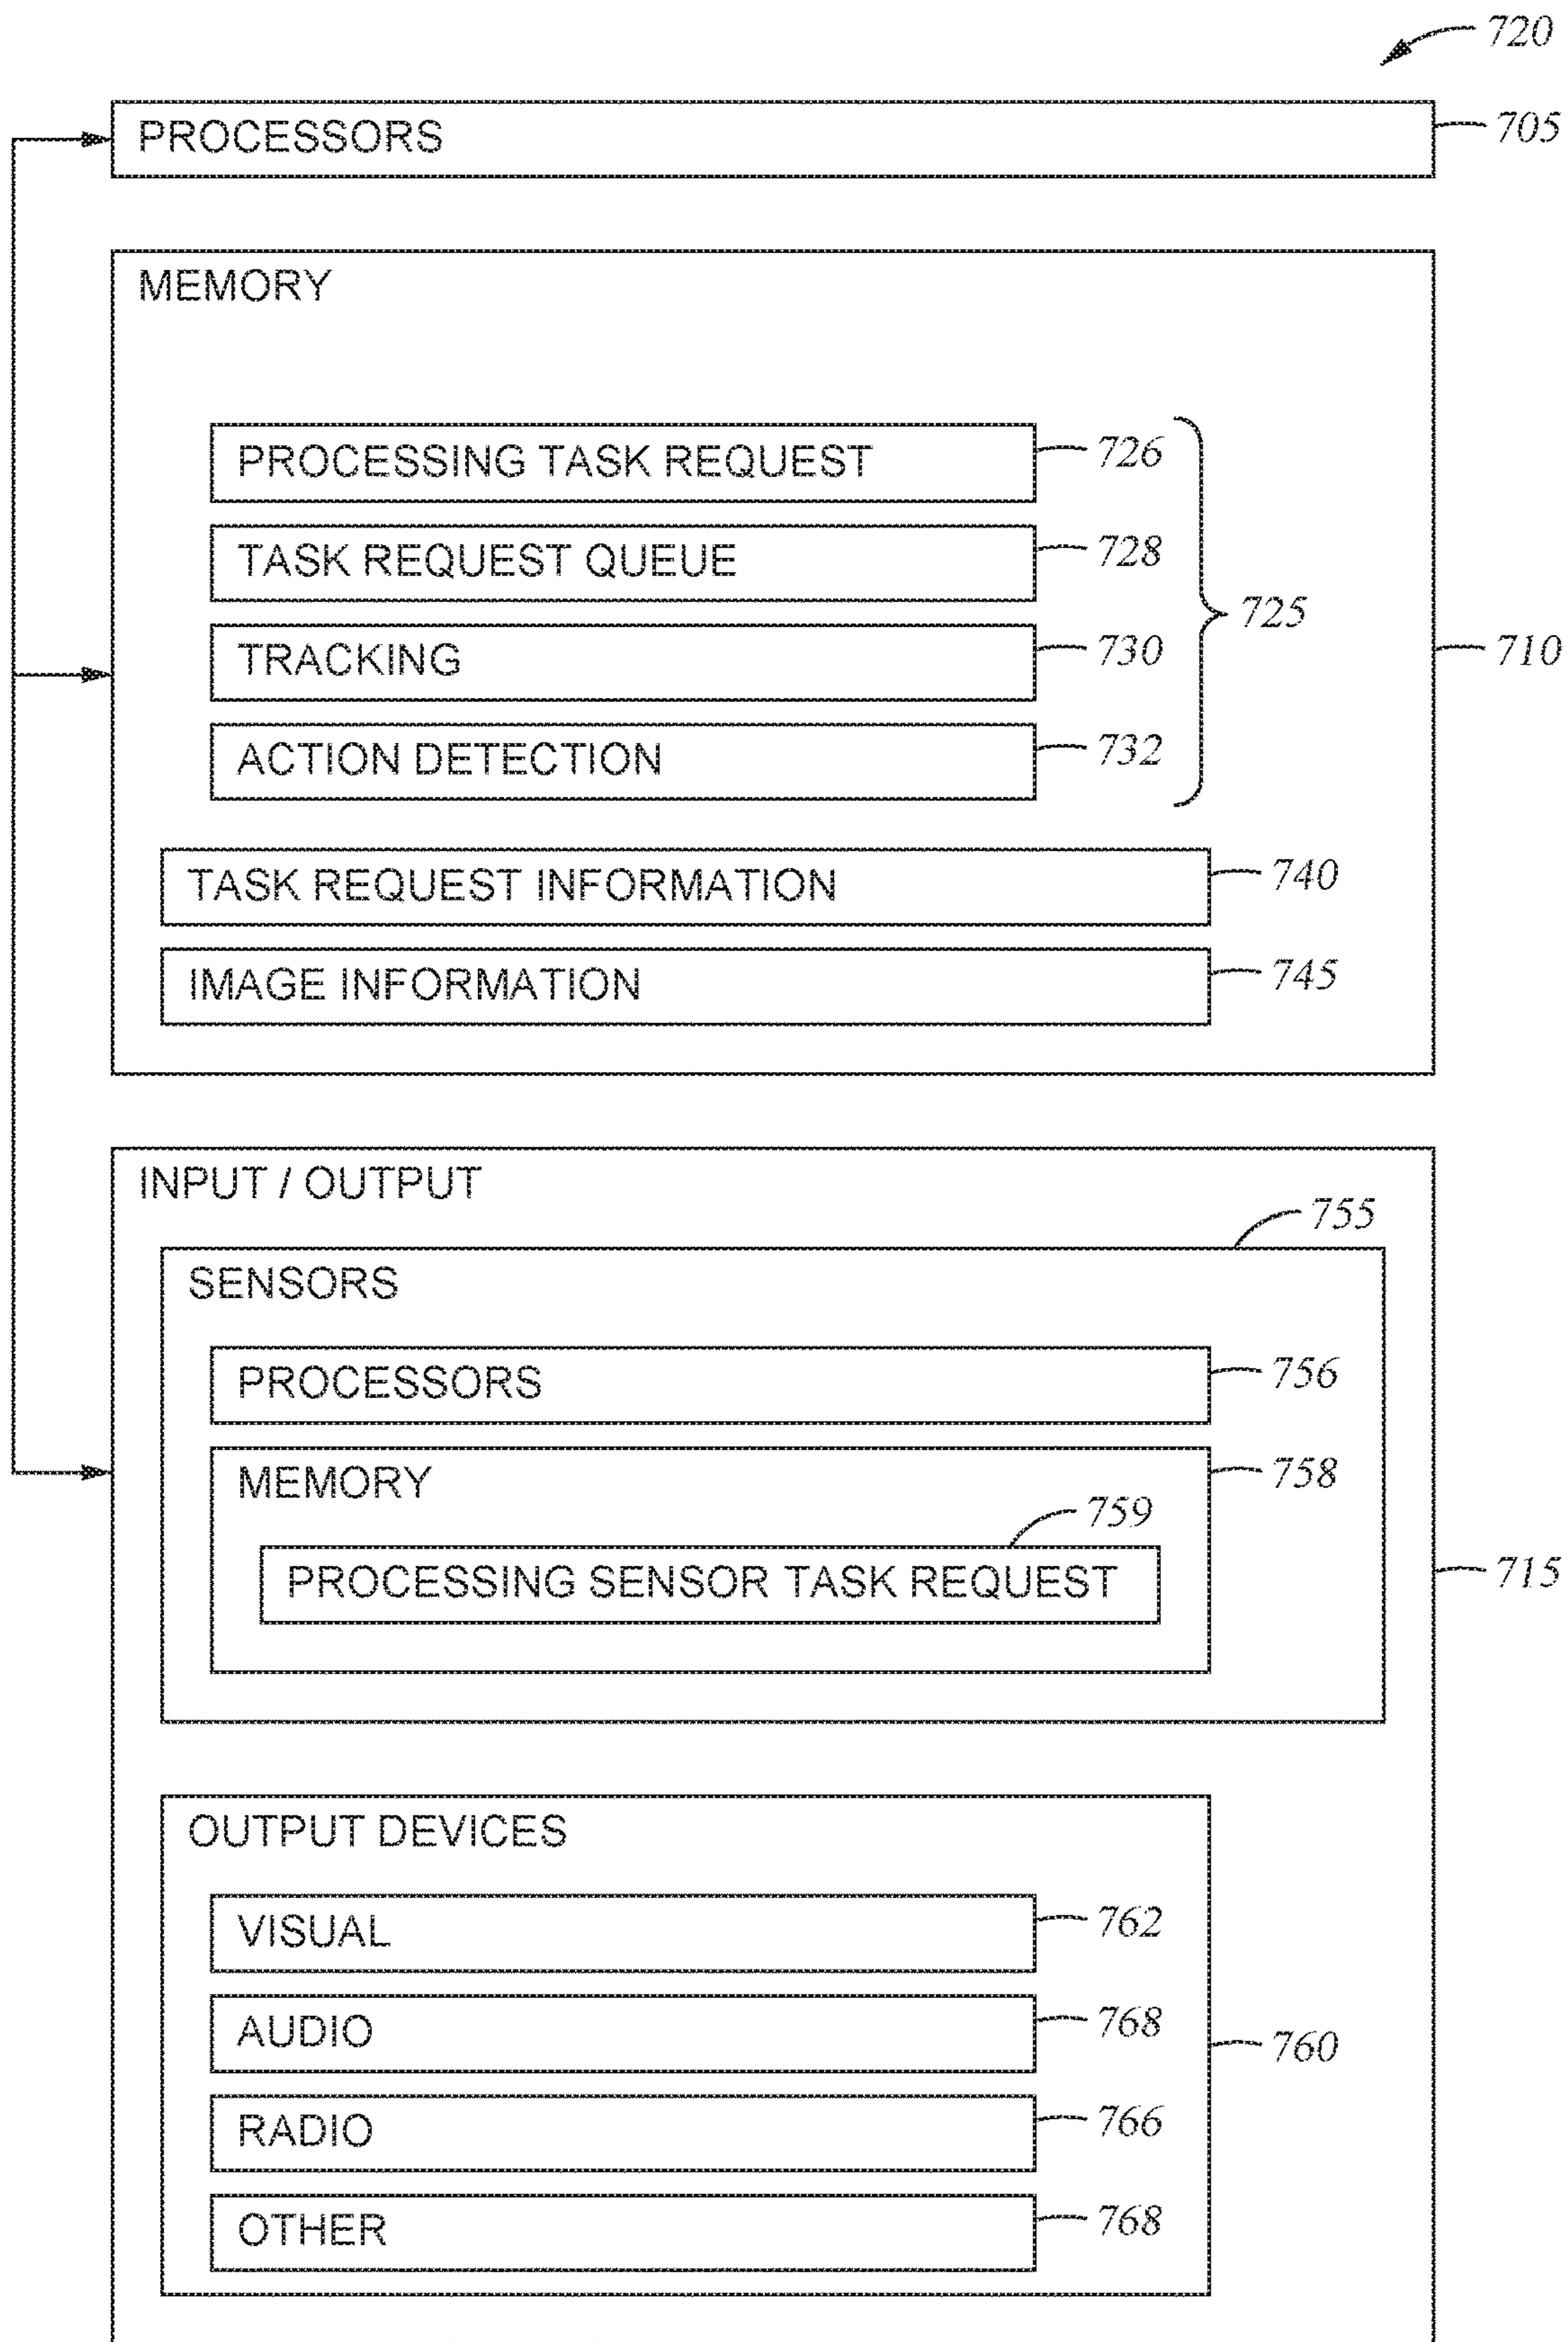 720
PROCESSORS 705
MEMORY
PROCESSING TASK REQUEST 726
TASK REQUEST QUEUE 728
725
TRACKING 730
710
ACTION DETECTION 732
TASK REQUEST INFORMATION 740
IMAGE INFORMATION 745
INPUT / OUTPUT
755
SENSORS
PROCESSORS 756
MEMORY 758
759
PROCESSING SENSOR TASK REQUEST
715
OUTPUT DEVICES
VISUAL 762
AUDIO 768
760
RADIO 766
OTHER 768